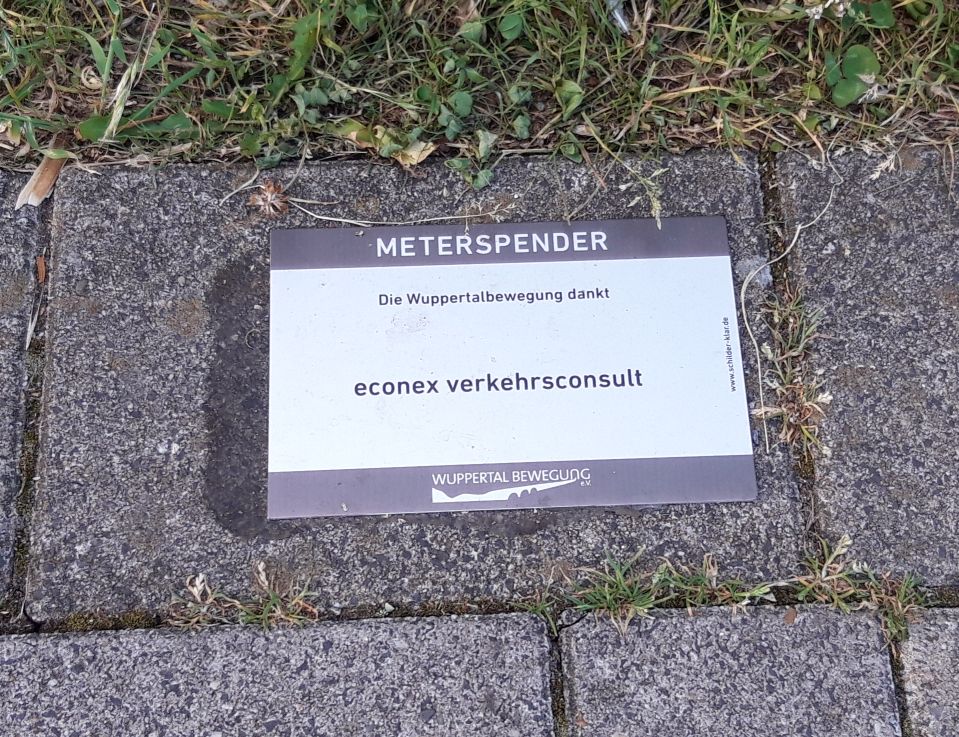 METERSPENDER
Die Wuppertalbewegung dankt
econex verkehrsconsult
www.schilder-klar.de
WUPPERTAL BEWEGUNG
e.V.